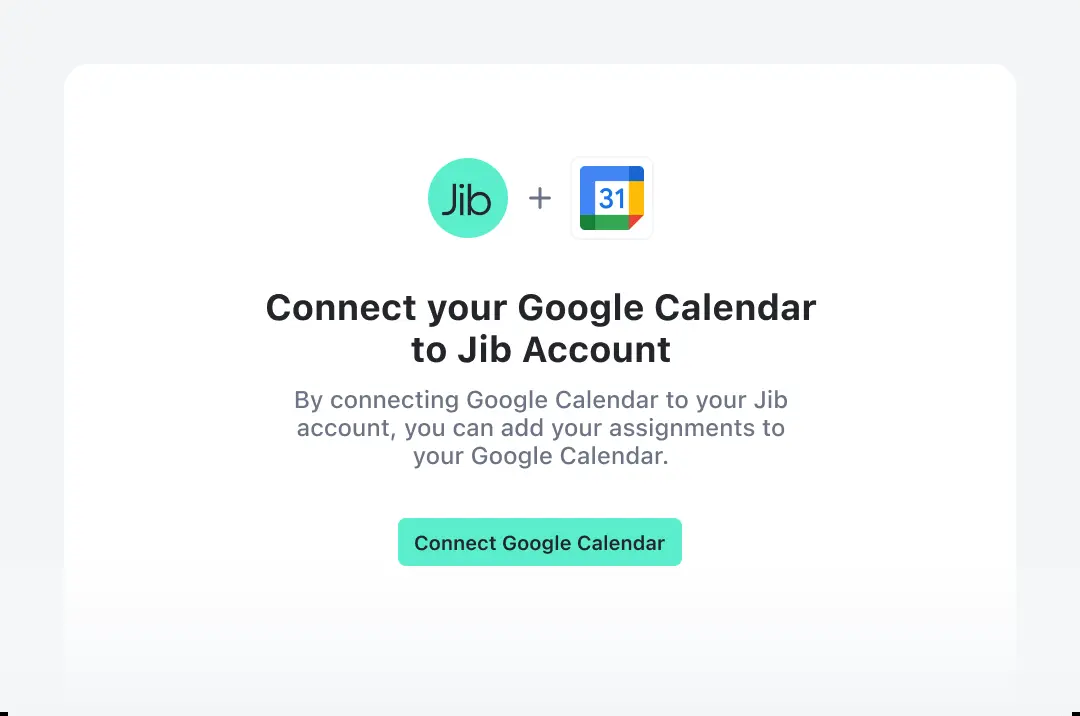 Jib
31
Connect your Google Calendar
to Jib Account
By connecting Google Calendar to your Jib
account, you can add your assignments to
your Google Calendar.
Connect Google Calendar